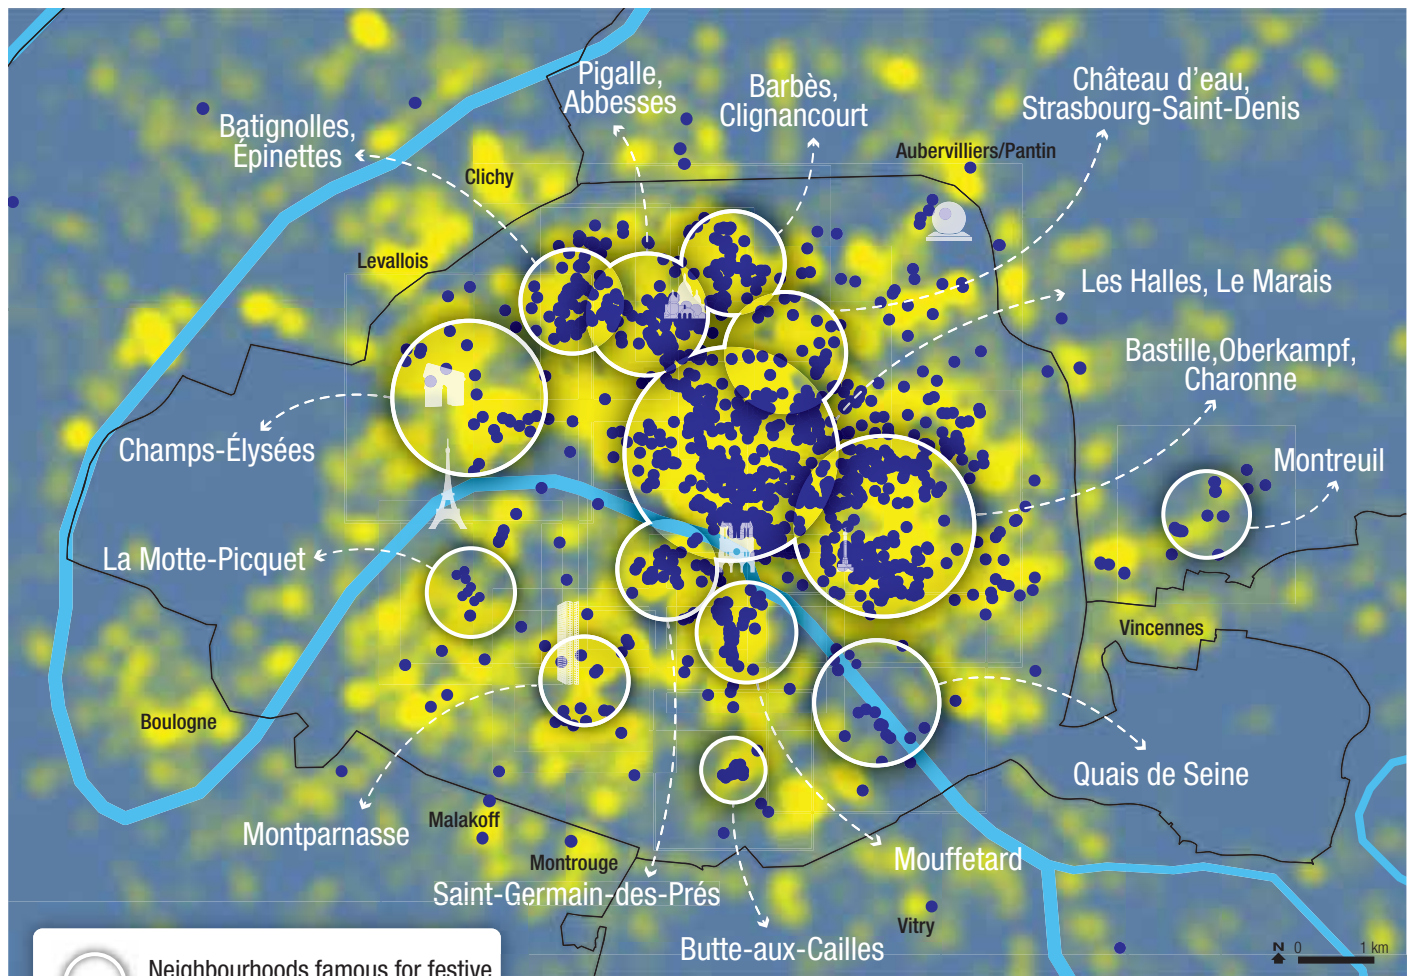 Pigalle,
Abbesses
Barbès,
Clignancourt
Château d'eau,
Strasbourg-Saint-Denis
Batignolles,
Épinettes
Clichy
Aubervilliers/Pantin
Levallois
Les Halles, Le Marais
Bastille,Oberkampf,
Charonne
Champs-Élysées
Montreuil
La Motte-Picquet
Vincennes
Boulogne
Quais de Seine
Montparnasse
Malakoff
Montrouge
Mouffetard
Saint-Germain-des-Prés
Vitry
Butte-aux-Cailles
N 0 1 km
Neighbourhoods famous for festive